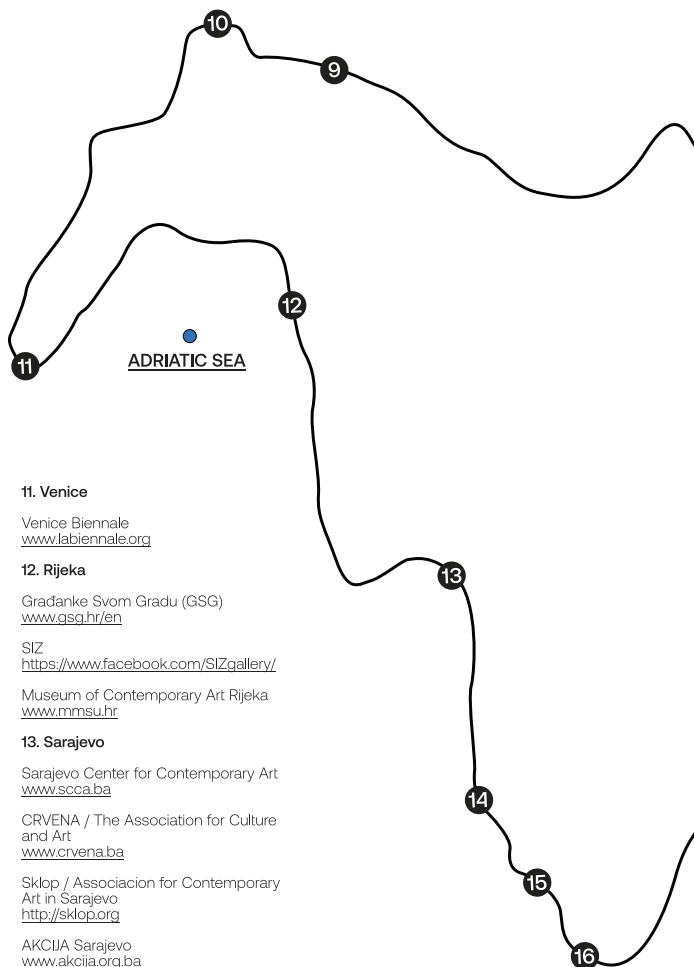 10
9
12
11
ADRIATIC SEA
11. Venice
Venice Biennale
www.labiennale.org
12. Rijeka
Građanke Svom Gradu (GSG)
www.gsg.hr/en
SIZ
https://www.facebook.com/SIZgallery/
Museum of Contemporary Art Rijeka
www.mmsu.hr
13. Sarajevo
Sarajevo Center for Contemporary Art
www.scca.ba
CRVENA / The Association for Culture
and Art
www.crvena.ba
Sklop / Associacion for Contemporary
Art in Sarajevo
http://sklop.org
AKCIJA Sarajevo
www.akcija.org.ba
13
14
15
16